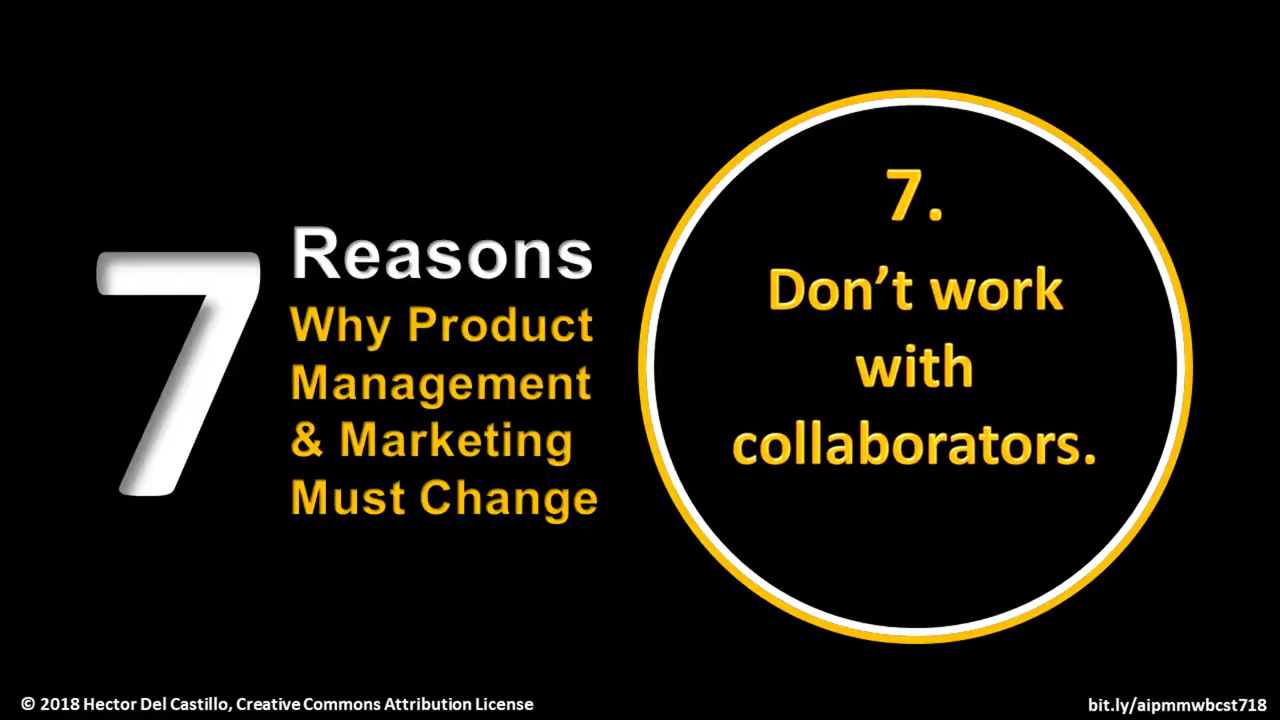 7
Reasons
Why Product
Management
& Marketing
Must Change
7.
Don’t work
with
collaborators.
© 2018 Hector Del Castillo, Creative Commons Attribution License
bit.ly/aipmmwbcst718